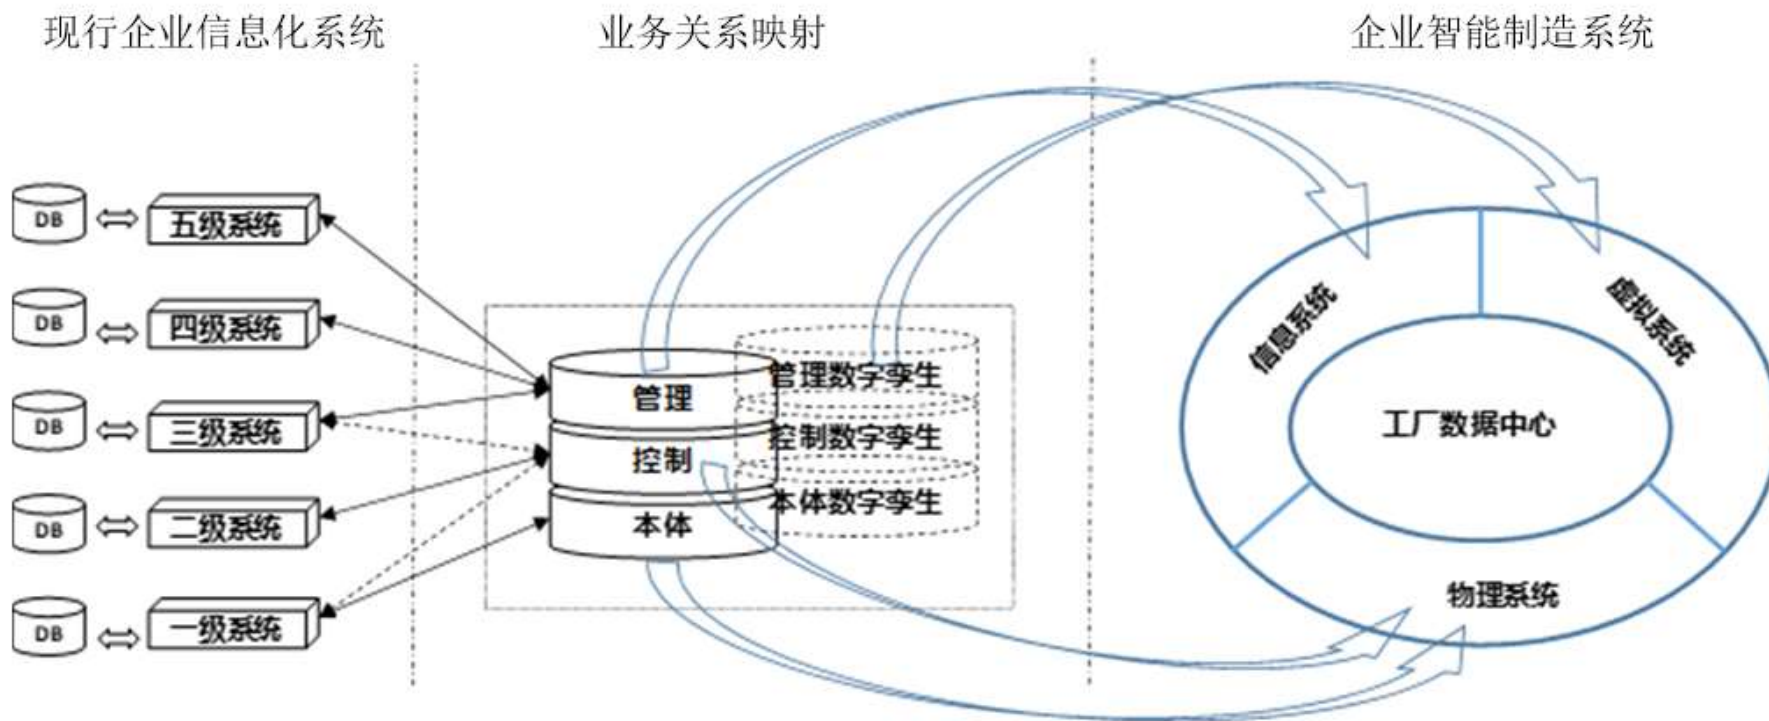 现行企业信息化系统
业务关系映射
企业智能制造系统
DB
五级系统
DB
四级系统
DB
三级系统
DB
二级系统
DB
一级系统
管理
控制
本体
管理数字孪生
控制数字孪生
本体数字孪生
信息系统
虚拟系统
工厂数据中心
物理系统